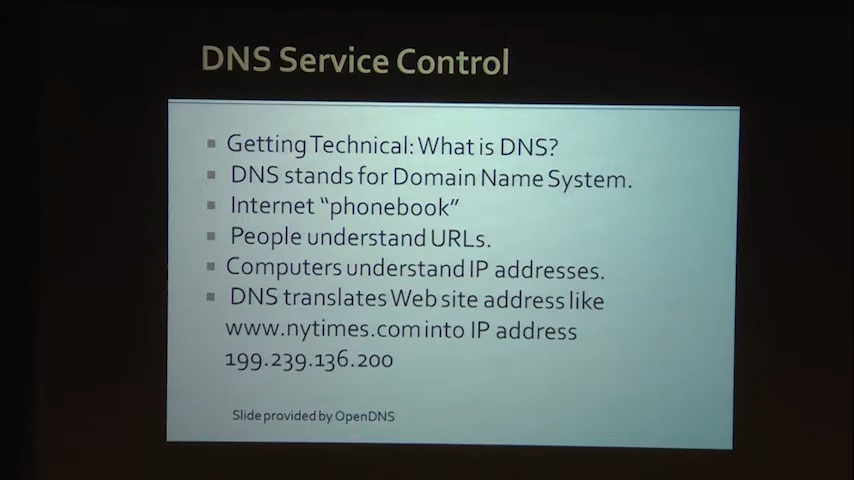 DNS Service Control
Getting Technical: What is DNS?
DNS stands for Domain Name System.
Internet “phonebook”
People understand URLs.
Computers understand IP addresses.
DNS translates Web site address like
www.nytimes.com into IP address
199.239.136.200
Slide provided by OpenDNS